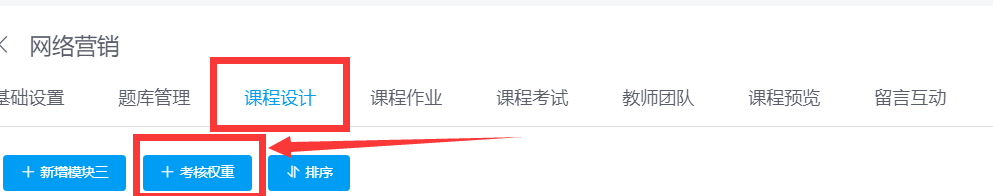 网络营销
基础设置 题库管理 课程设计 课程作业 课程考试 教师团队 课程预览 留言互动
+ 新增模块三 + 考核权重 排序